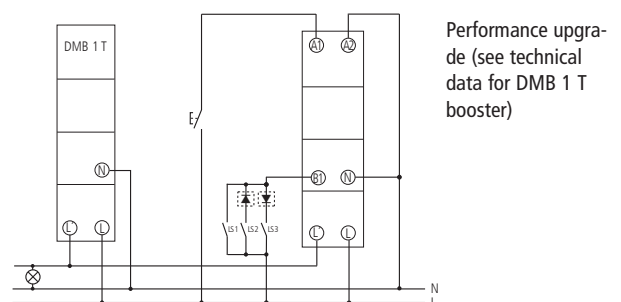 DMB 1 T
A1 A2
Performance upgra-
de (see technical
data for DMB 1 T
booster)
E
N
B1 N
LS1 LS2 LS3
L' L
L' L
N
L